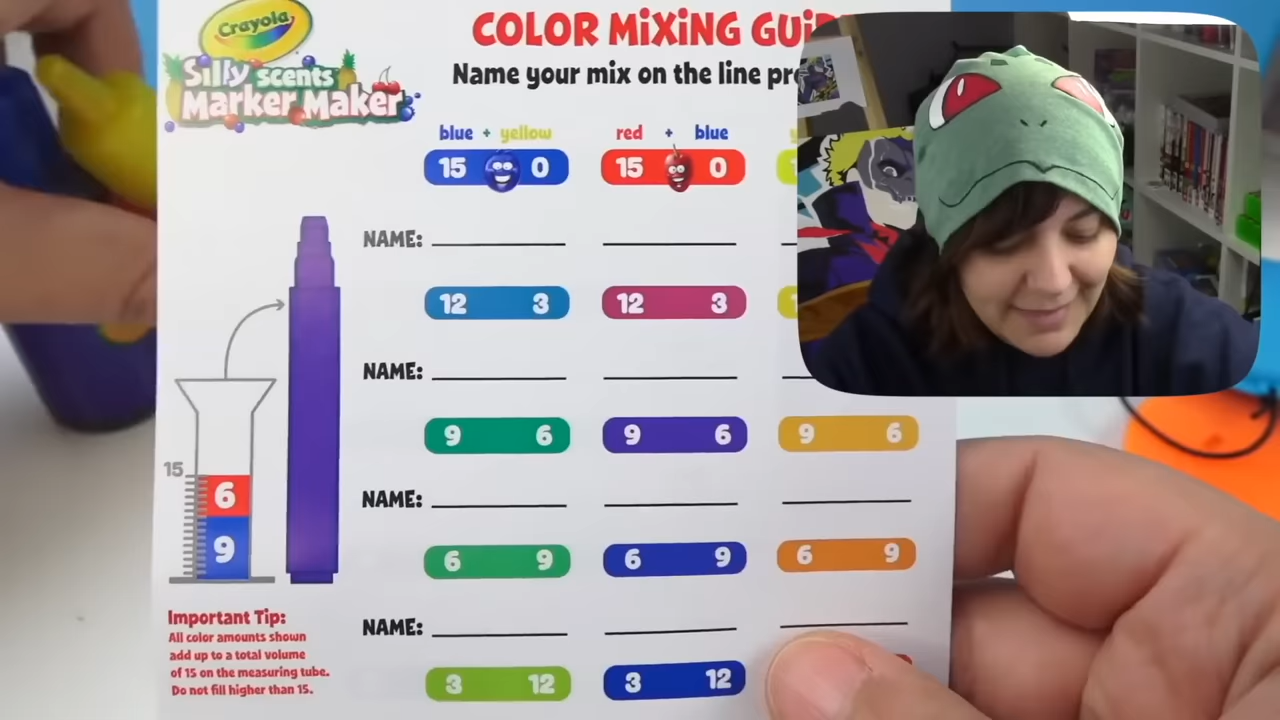 Crayola
Silly scents
Marker Maker
COLOR MiXiNG
Name your mix on the line
blue + yellow
red + blue
15 0
15 0
NAME:
12 3
12 3
NAME:
9 6
9 6
9 6
NAME:
6 9
6 9
6 9
NAME:
3 12
3 12
15
6
9
Important Tip:
All color amounts shown
add up to a total volume
of 15 on the measuring tube.
Do not fill higher than 15.